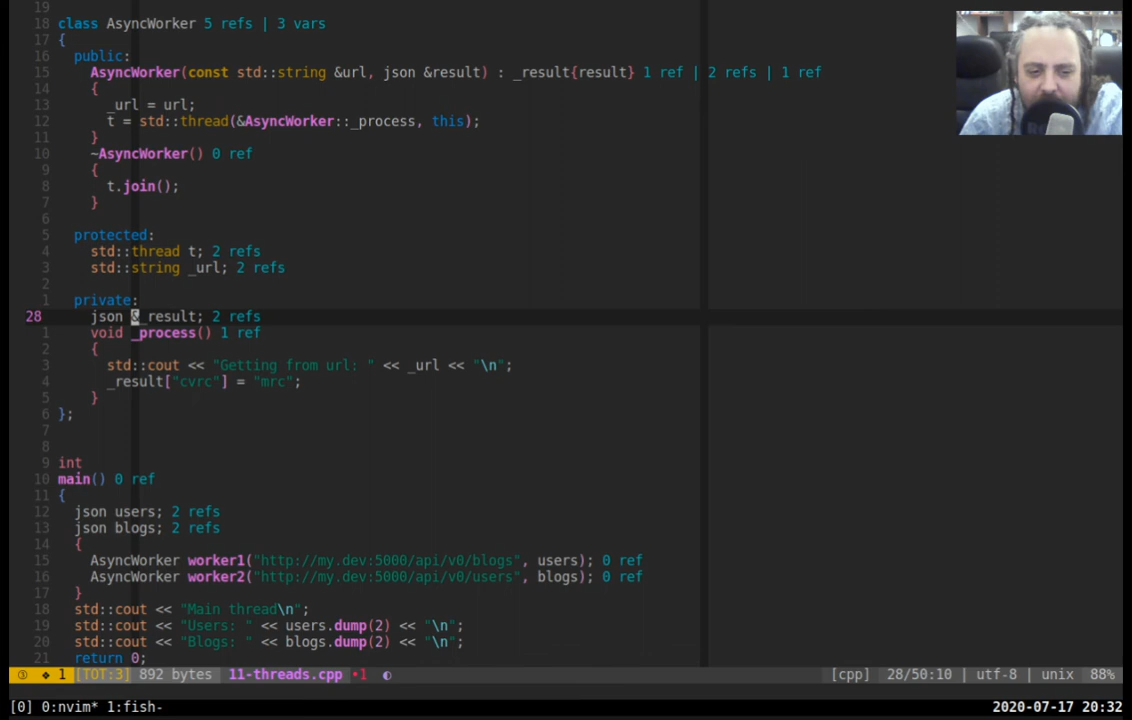 19
18 class AsyncWorker 5 refs | 3 vars
17 {
16 public:
15 AsyncWorker(const std::string &url, json &result) : _result{result} 1 ref | 2 refs | 1 ref
14 {
13 _url = url;
12 t = std::thread(&AsyncWorker::_process, this);
11 }
10 ~AsyncWorker() 0 ref
9 {
8 t.join();
7 }
6
5 protected:
4 std::thread t; 2 refs
3 std::string _url; 2 refs
2
1 private:
28 json &_result; 2 refs
1 void _process() 1 ref
2 {
3 std::cout << "Getting from url: " << _url << "\n";
4 _result["cvrc"] = "mrc";
5 }
6 };
7
8
9 int
10 main() 0 ref
11 {
12 json users; 2 refs
13 json blogs; 2 refs
14 {
15 AsyncWorker worker1("http://my.dev:5000/api/v0/blogs", users); 0 ref
16 AsyncWorker worker2("http://my.dev:5000/api/v0/users", blogs); 0 ref
17 }
18 std::cout << "Main thread\n";
19 std::cout << "Users: " << users.dump(2) << "\n";
20 std::cout << "Blogs: " << blogs.dump(2) << "\n";
21 return 0;
③ ❖ 1 [TOT:3] 892 bytes 11-threads.cpp •1 ◐ [cpp] 28/50:10 | utf-8 | unix 88%
[0] 0:nvim* 1:fish- 2020-07-17 20:32